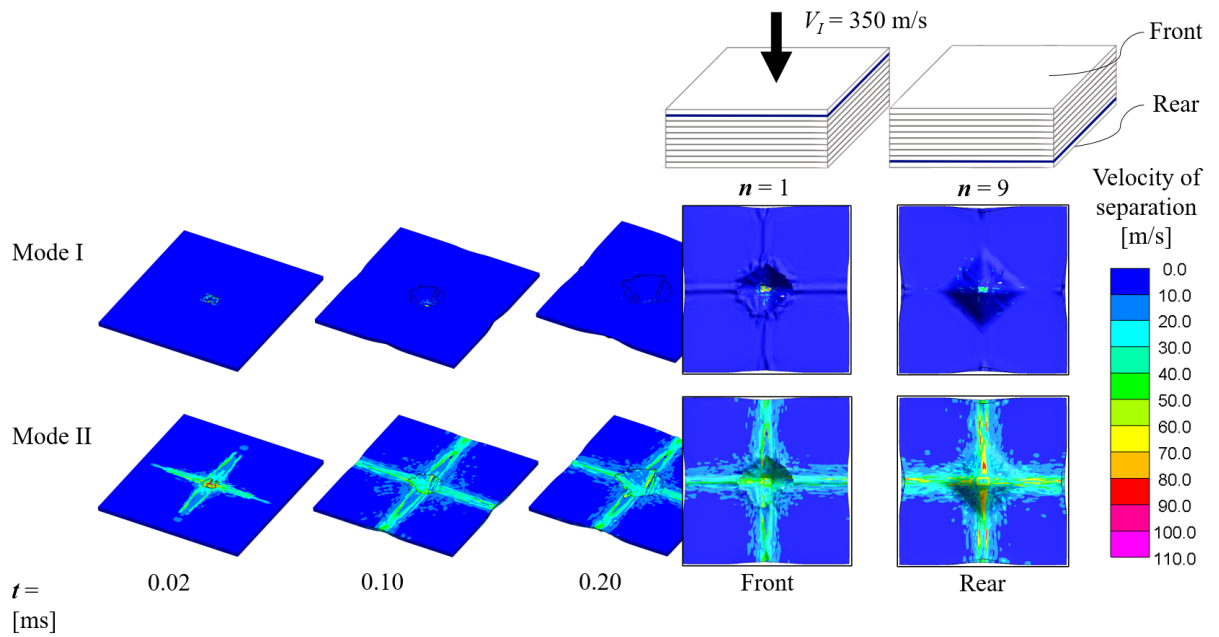 V_I = 350 m/s
Front
Rear
n = 1
n = 9
Velocity of
separation
[m/s]
Mode I
0.0
10.0
20.0
30.0
40.0
50.0
60.0
70.0
80.0
90.0
100.0
110.0
Mode II
t =
[ms]
0.02
0.10
0.20
Front
Rear